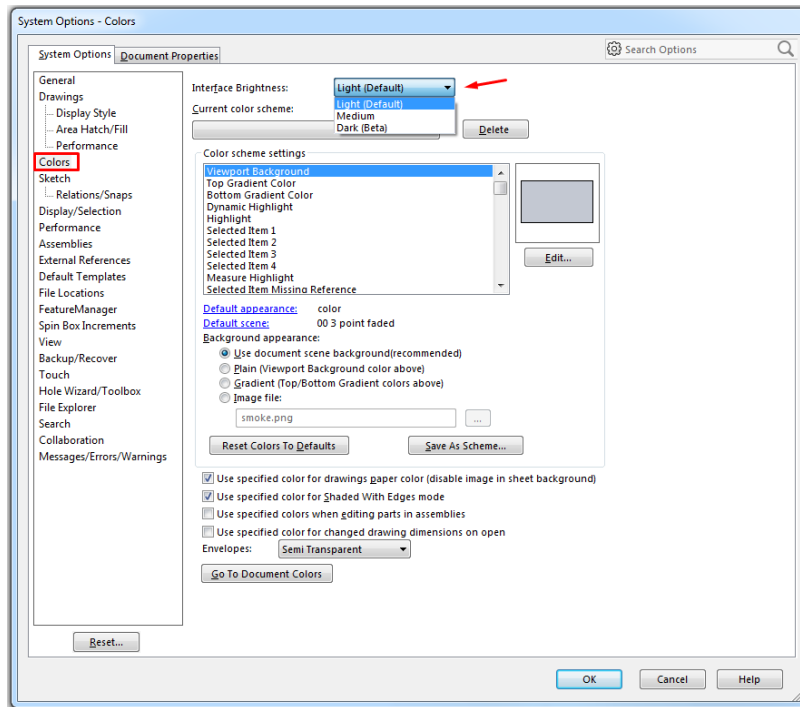 System Options - Colors
System Options Document Properties
Search Options
General
Drawings
Display Style
Area Hatch/Fill
Performance
Colors
Sketch
Relations/Snaps
Display/Selection
Performance
Assemblies
External References
Default Templates
File Locations
FeatureManager
Spin Box Increments
View
Backup/Recover
Touch
Hole Wizard/Toolbox
File Explorer
Search
Collaboration
Messages/Errors/Warnings
Reset...
Interface Brightness: Light (Default)
Light (Default)
Medium
Dark (Beta)
Current color scheme:
Delete
Color scheme settings
Viewport Background
Top Gradient Color
Bottom Gradient Color
Dynamic Highlight
Highlight
Selected Item 1
Selected Item 2
Selected Item 3
Selected Item 4
Measure Highlight
Selected Item Missing Reference
Edit...
Default appearance: color
Default scene: 00 3 point faded
Background appearance:
Use document scene background(recommended)
Plain (Viewport Background color above)
Gradient (Top/Bottom Gradient colors above)
Image file:
smoke.png ...
Reset Colors To Defaults Save As Scheme...
Use specified color for drawings paper color (disable image in sheet background)
Use specified color for Shaded With Edges mode
Use specified colors when editing parts in assemblies
Use specified color for changed drawing dimensions on open
Envelopes: Semi Transparent
Go To Document Colors
OK Cancel Help